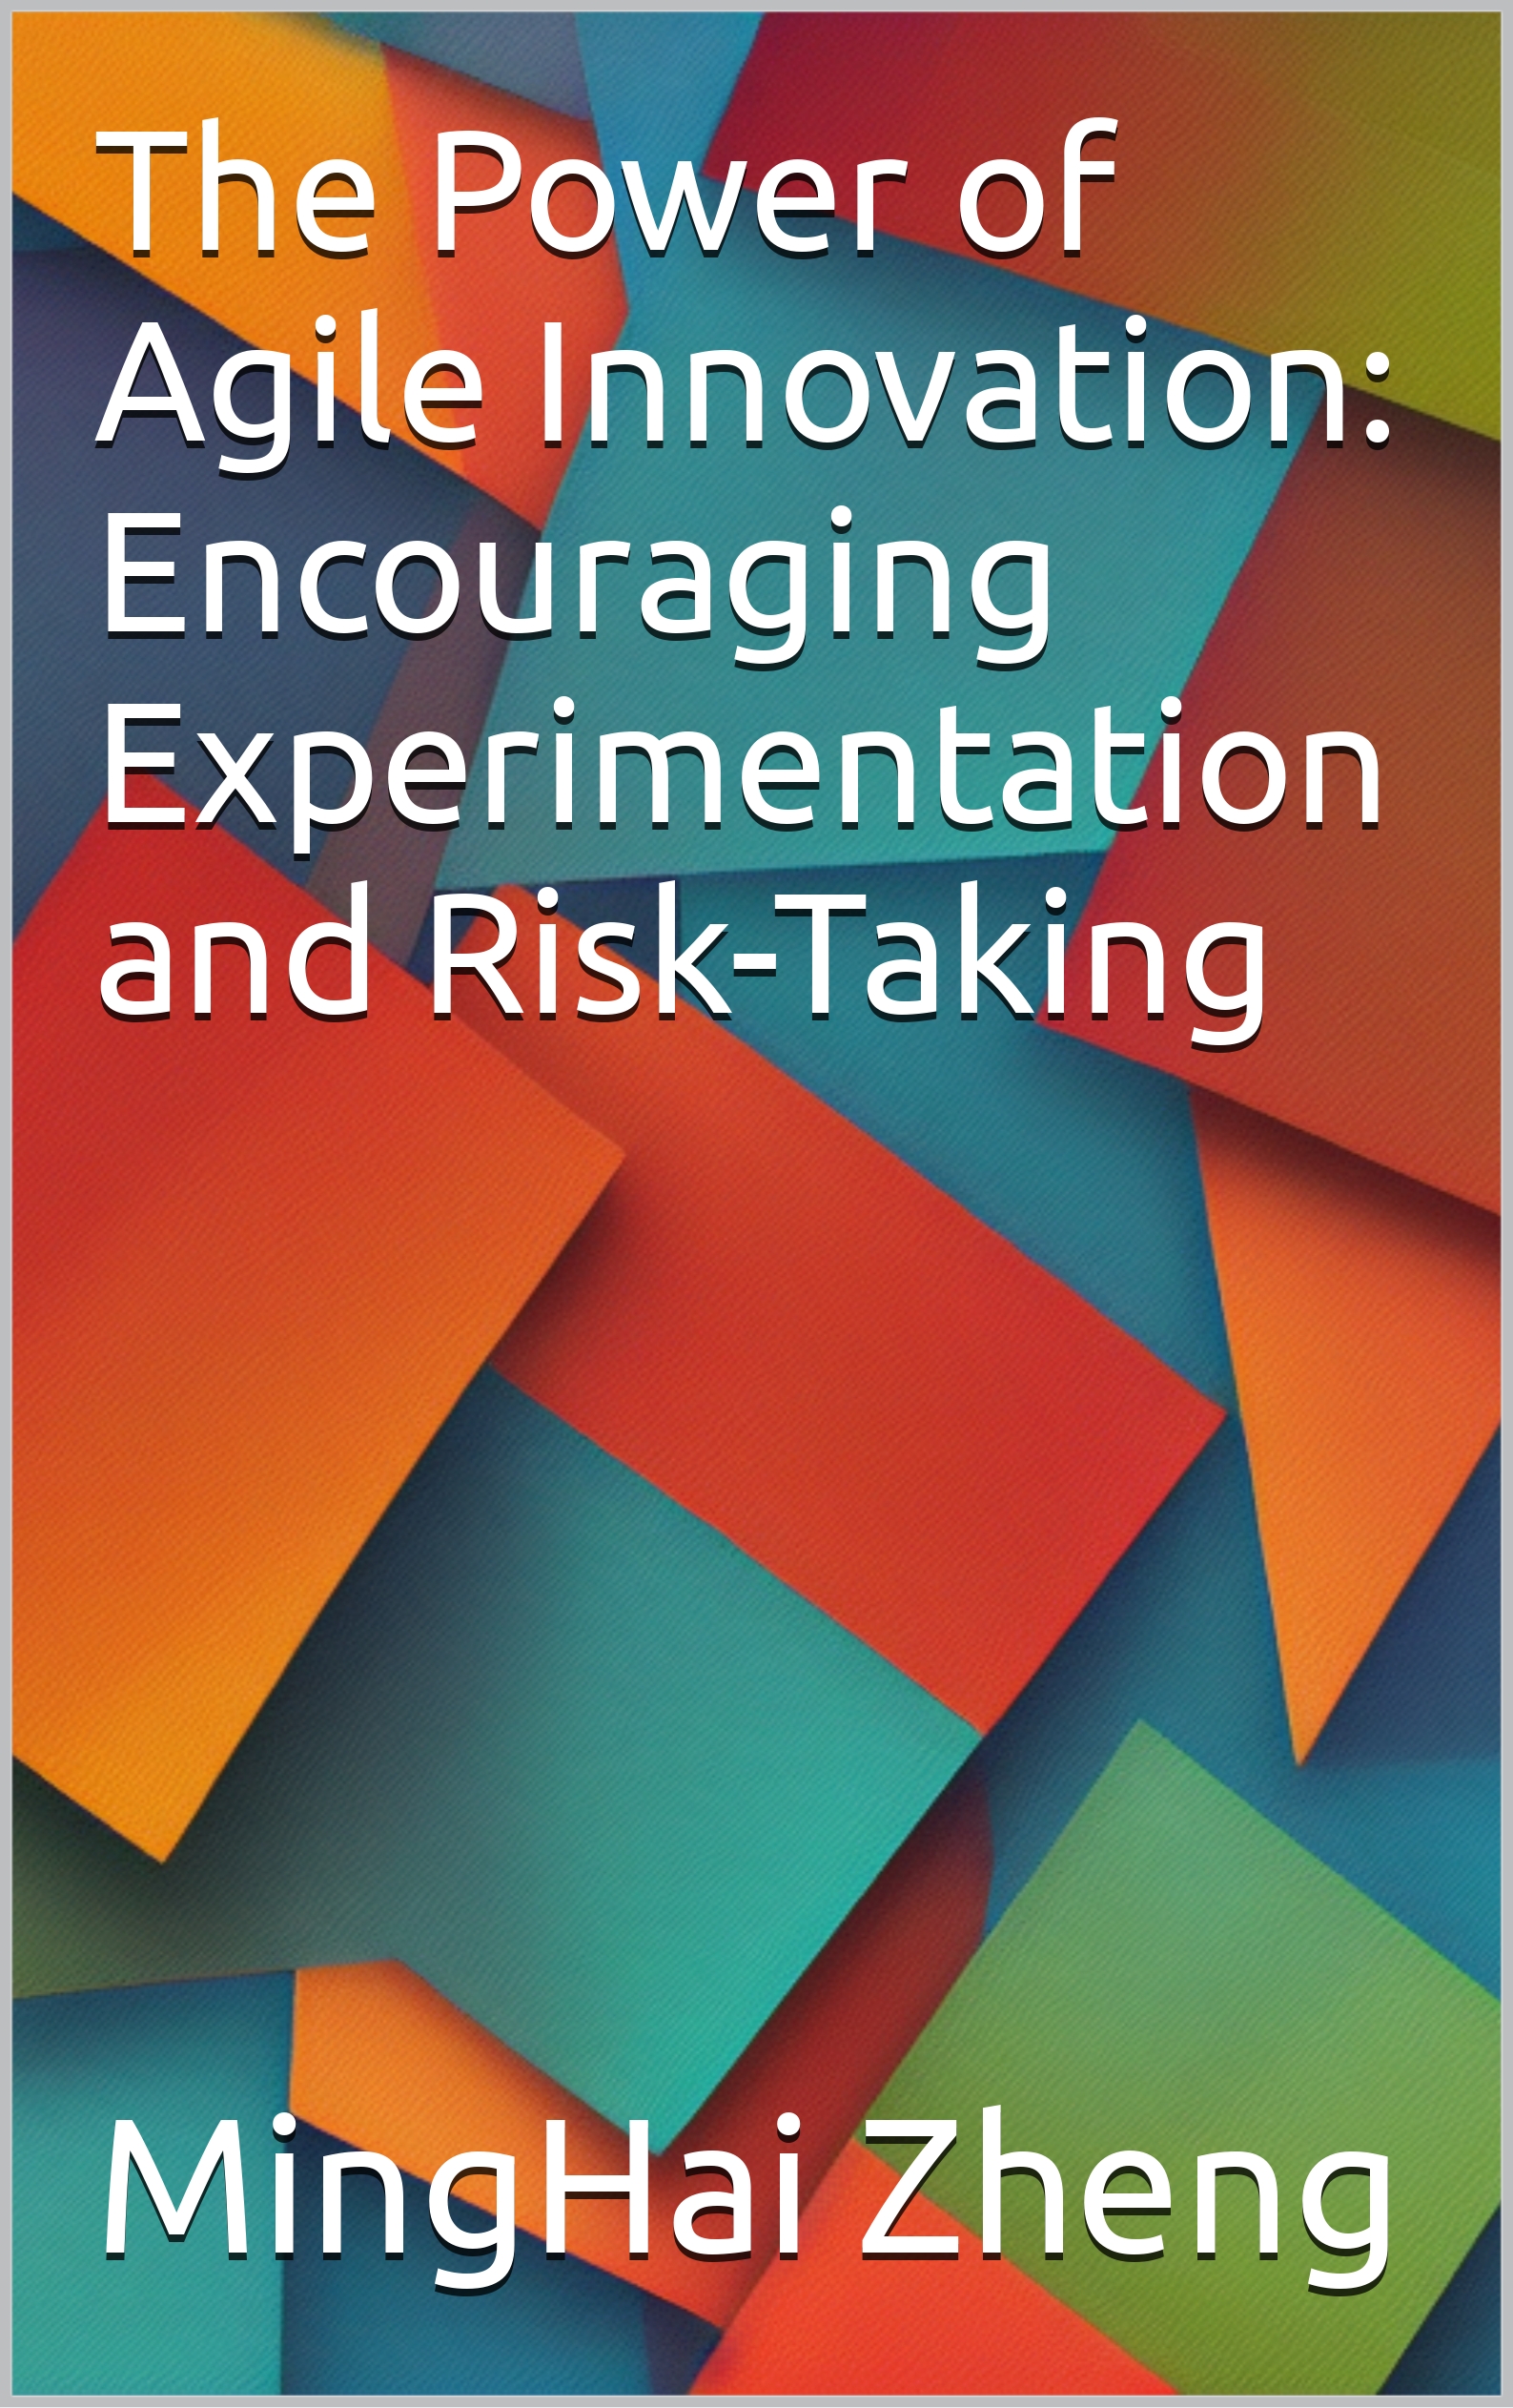 The Power of
Agile Innovation:
Encouraging
Experimentation
and Risk-Taking
MingHai Zheng